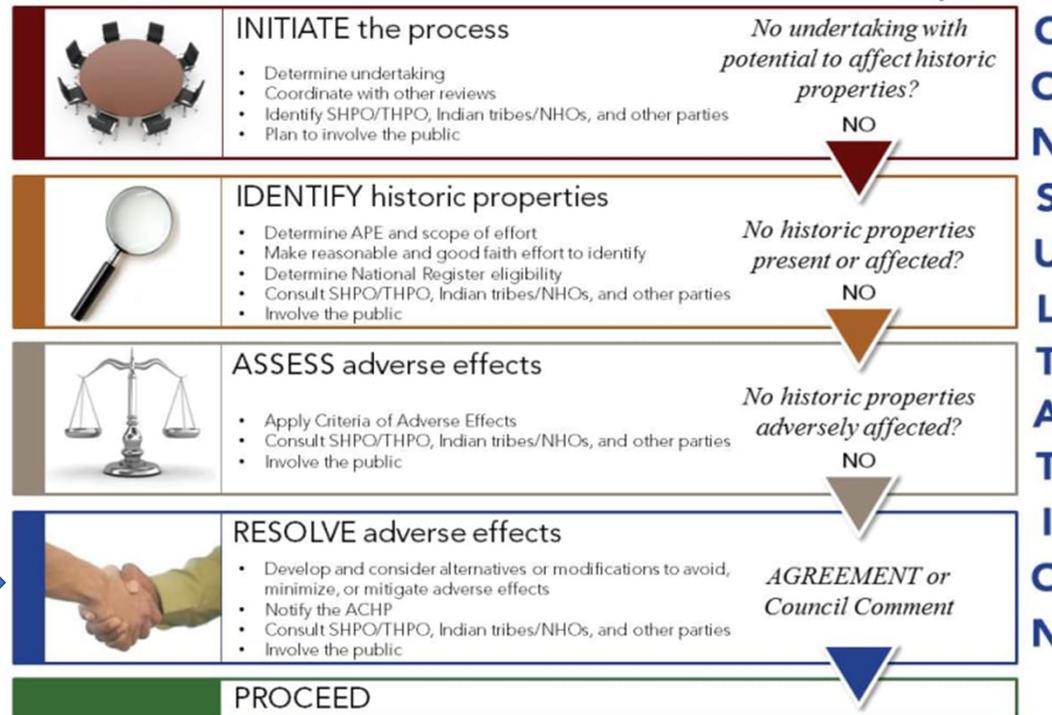 INITIATE the process
• Determine undertaking
• Coordinate with other reviews
• Identify SHPO/THPO, Indian tribes/NHOs, and other parties
• Plan to involve the public
No undertaking with
potential to affect historic
properties?
NO
IDENTIFY historic properties
• Determine APE and scope of effort
• Make reasonable and good faith effort to identify
• Determine National Register eligibility
• Consult SHPO/THPO, Indian tribes/NHOs, and other parties
• Involve the public
No historic properties
present or affected?
NO
ASSESS adverse effects
• Apply Criteria of Adverse Effects
• Consult SHPO/THPO, Indian tribes/NHOs, and other parties
• Involve the public
No historic properties
adversely affected?
NO
RESOLVE adverse effects
• Develop and consider alternatives or modifications to avoid,
minimize, or mitigate adverse effects
• Notify the ACHP
• Consult SHPO/THPO, Indian tribes/NHOs, and other parties
• Involve the public
AGREEMENT or
Council Comment
PROCEED
C
O
N
S
U
L
T
A
T
I
O
N